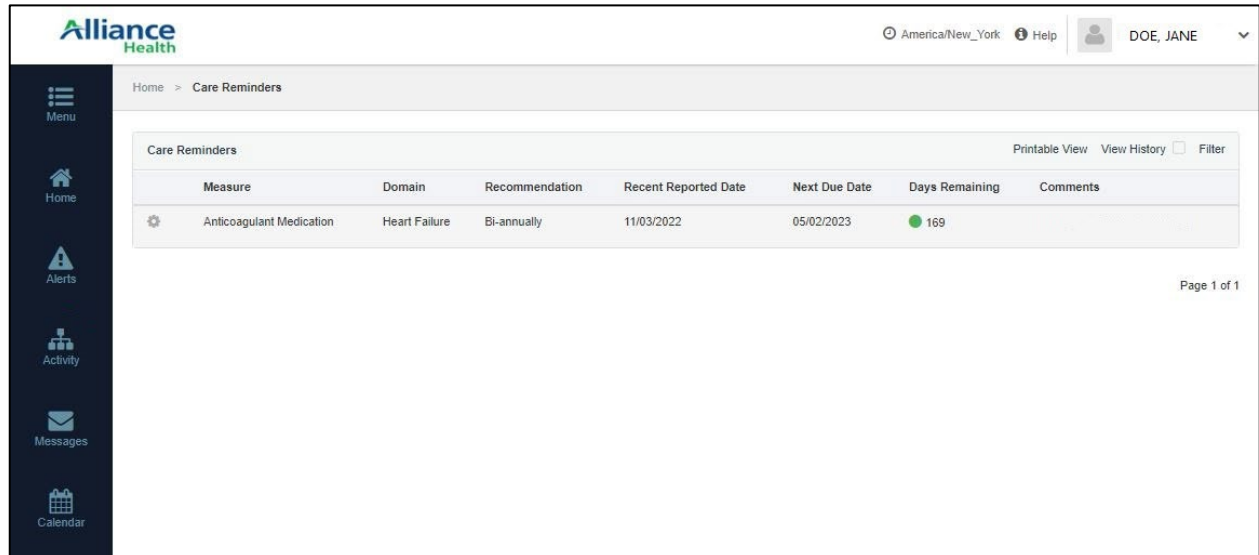 Alliance
Health
America/New_York Help DOE, JANE
Menu
Home > Care Reminders
Care Reminders Printable View View History Filter
Measure Domain Recommendation Recent Reported Date Next Due Date Days Remaining Comments
Anticoagulant Medication Heart Failure Bi-annually 11/03/2022 05/02/2023 169
Home
Alerts
Page 1 of 1
Activity
Messages
Calendar